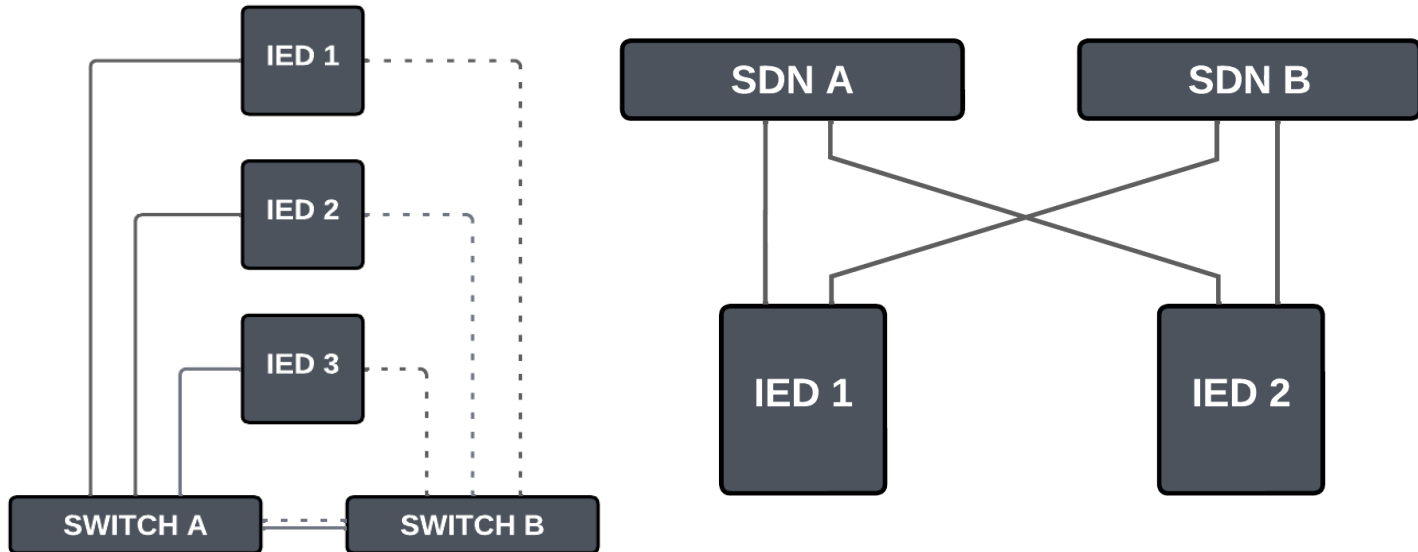 IED 1
IED 2
IED 3
SWITCH A
SWITCH B
SDN A
SDN B
IED 1
IED 2